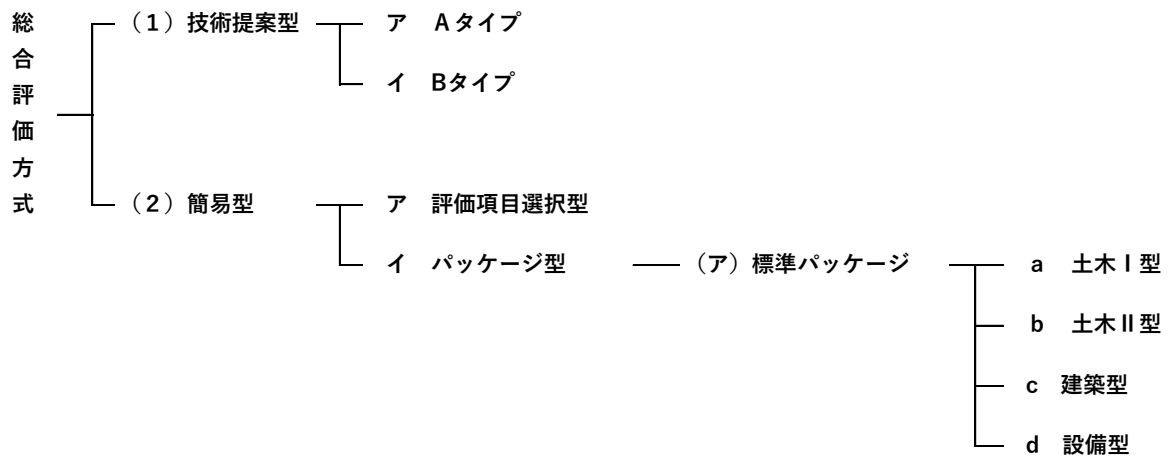 総合評価方式
（１）技術提案型
ア　Ａタイプ
イ　Bタイプ
（２）簡易型
ア　評価項目選択型
イ　パッケージ型
（ア）標準パッケージ
a　土木Ⅰ型
b　土木Ⅱ型
c　建築型
d　設備型